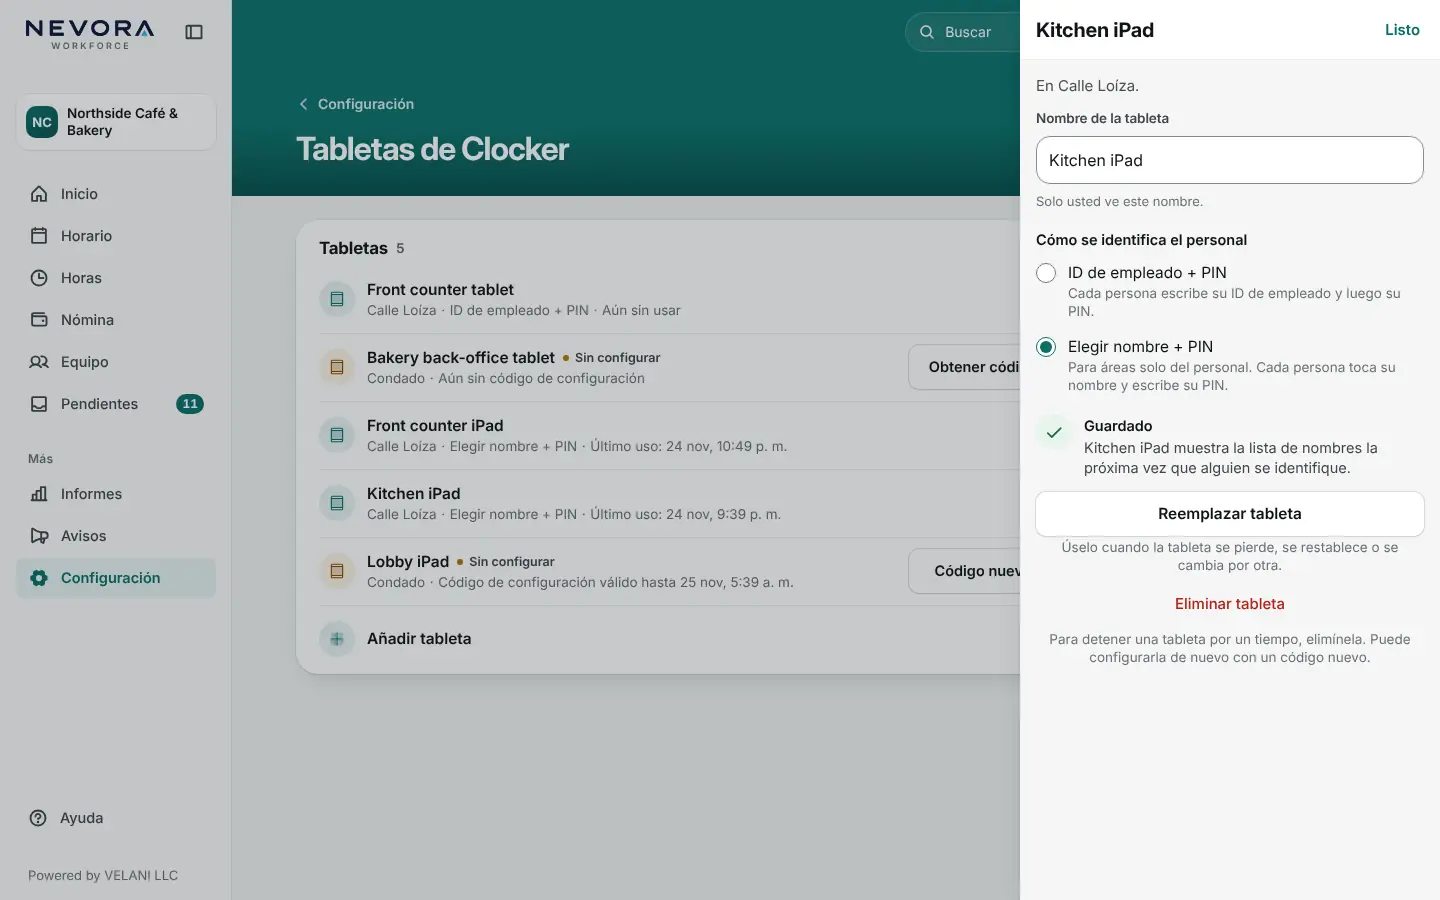 NEVORA
WORKFORCE
Northside Café &
Bakery
NC
Inicio
Horario
Horas
Nómina
Equipo
Pendientes 11
Más
Informes
Avisos
Configuración
Ayuda
Powered by VELANI LLC
Buscar
Configuración
Tabletas de Clocker
Tabletas 5
Front counter tablet
Calle Loíza · ID de empleado + PIN · Aún sin usar
Bakery back-office tablet • Sin configurar
Condado · Aún sin código de configuración
Obtener códi
Front counter iPad
Calle Loíza · Elegir nombre + PIN · Último uso: 24 nov, 10:49 p. m.
Kitchen iPad
Calle Loíza · Elegir nombre + PIN · Último uso: 24 nov, 9:39 p. m.
Lobby iPad • Sin configurar
Condado · Código de configuración válido hasta 25 nov, 5:39 a. m.
Código nuev
Añadir tableta
Kitchen iPad
Listo
En Calle Loíza.
Nombre de la tableta
Kitchen iPad
Solo usted ve este nombre.
Cómo se identifica el personal
ID de empleado + PIN
Cada persona escribe su ID de empleado y luego su
PIN.
Elegir nombre + PIN
Para áreas solo del personal. Cada persona toca su
nombre y escribe su PIN.
Guardado
Kitchen iPad muestra la lista de nombres la
próxima vez que alguien se identifique.
Reemplazar tableta
Úselo cuando la tableta se pierde, se restablece o se
cambia por otra.
Eliminar tableta
Para detener una tableta por un tiempo, elimínela. Puede
configurarla de nuevo con un código nuevo.